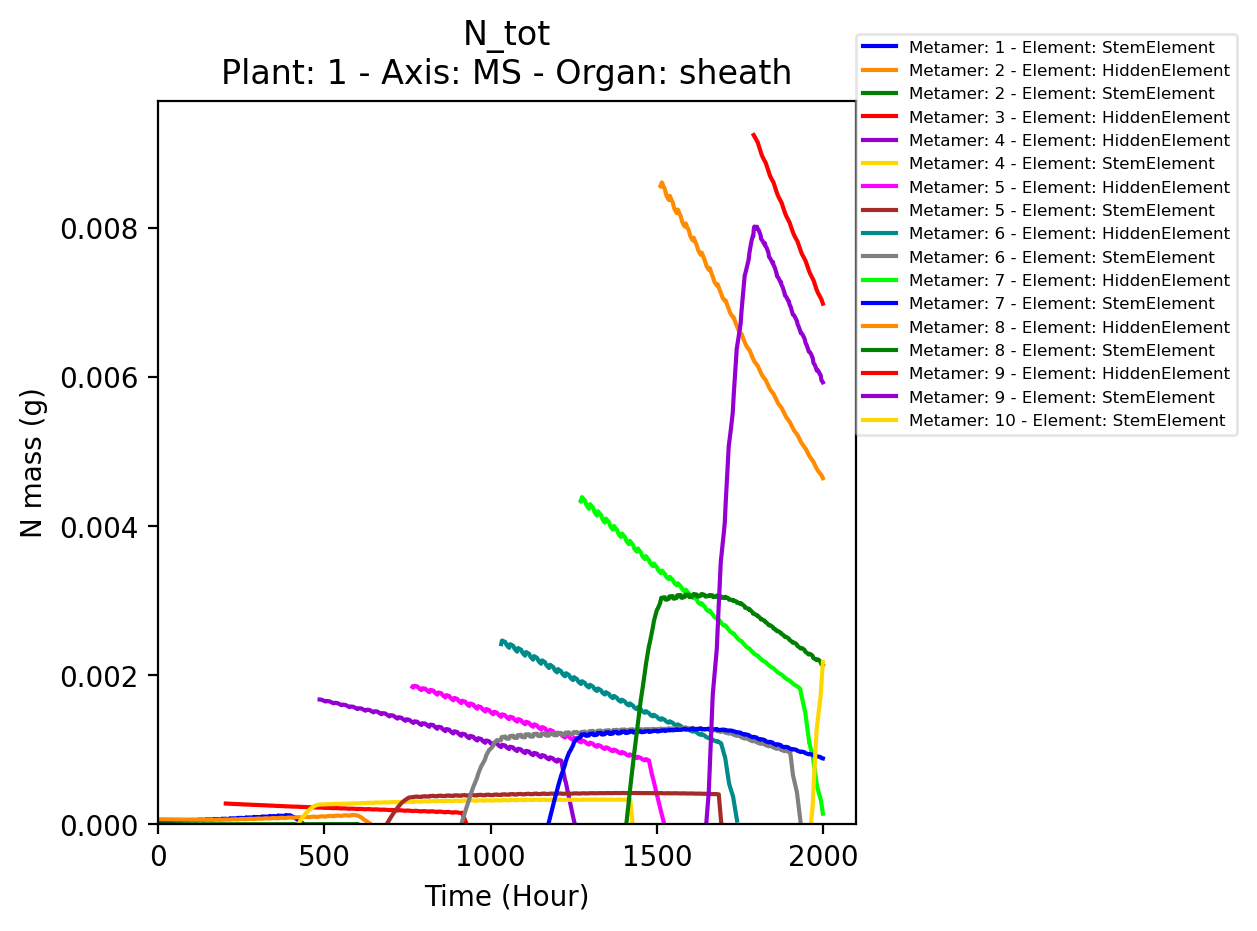 N_tot
Plant: 1 - Axis: MS - Organ: sheath
Metamer: 1 - Element: StemElement
Metamer: 2 - Element: HiddenElement
Metamer: 2 - Element: StemElement
Metamer: 3 - Element: HiddenElement
Metamer: 4 - Element: HiddenElement
Metamer: 4 - Element: StemElement
Metamer: 5 - Element: HiddenElement
Metamer: 5 - Element: StemElement
Metamer: 6 - Element: HiddenElement
Metamer: 6 - Element: StemElement
Metamer: 7 - Element: HiddenElement
Metamer: 7 - Element: StemElement
Metamer: 8 - Element: HiddenElement
Metamer: 8 - Element: StemElement
Metamer: 9 - Element: HiddenElement
Metamer: 9 - Element: StemElement
Metamer: 10 - Element: StemElement
N mass (g)
0.008
0.006
0.004
0.002
0.000
0 500 1000 1500 2000
Time (Hour)